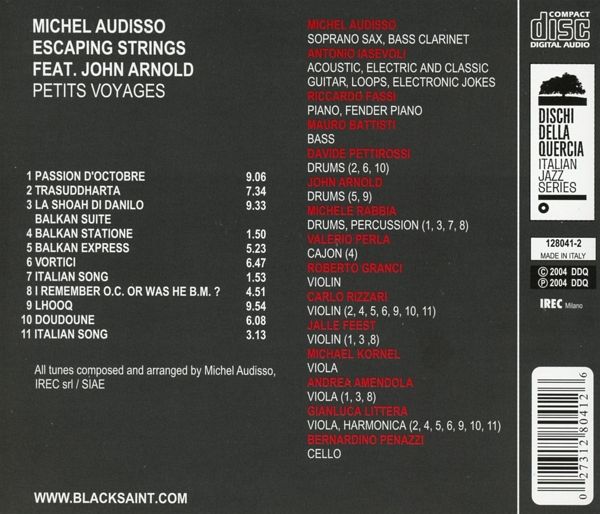 MICHEL AUDISSO
ESCAPING STRINGS
FEAT. JOHN ARNOLD
PETITS VOYAGES
1 PASSION D'OCTOBRE 9.06
2 TRASUDDHARTA 7.34
3 LA SHOAH DI DANILO 9.33
BALKAN SUITE
4 BALKAN STATIONE 1.50
5 BALKAN EXPRESS 5.23
6 VORTICI 6.47
7 ITALIAN SONG 1.53
8 I REMEMBER O.C. OR WAS HE B.M. ? 4.51
9 LHOOQ 9.54
10 DOUDOUNE 6.08
11 ITALIAN SONG 3.13
All tunes composed and arranged by Michel Audisso,
IREC srl / SIAE
WWW.BLACKSAINT.COM
MICHEL AUDISSO
SOPRANO SAX, BASS CLARINET
ANTONIO IASEVOLI
ACOUSTIC, ELECTRIC AND CLASSIC
GUITAR, LOOPS, ELECTRONIC JOKES
RICCARDO FASSI
PIANO, FENDER PIANO
MAURO BATTISTI
BASS
DAVIDE PETTIROSSI
DRUMS (2, 6, 10)
JOHN ARNOLD
DRUMS (5, 9)
MICHELE RABBIA
DRUMS, PERCUSSION (1, 3, 7, 8)
VALERIO PERLA
CAJON (4)
ROBERTO GRANCI
VIOLIN
CARLO RIZZARI
VIOLIN (2, 4, 5, 6, 9, 10, 11)
JALLE FEEST
VIOLIN (1, 3 ,8)
MICHAEL KORNEL
VIOLA
ANDREA AMENDOLA
VIOLA (1, 3, 8)
GIANLUCA LITTERA
VIOLA, HARMONICA (2, 4, 5, 6, 9, 10, 11)
BERNARDINO PENAZZI
CELLO
COMPACT
disc
DIGITAL AUDIO
DISCHI
DELLA
QUERCIA
ITALIAN
JAZZ
SERIES
128041-2
MADE IN ITALY
© 2004 DDQ
℗ 2004 DDQ
IREC Milano
0 27312 80412 6